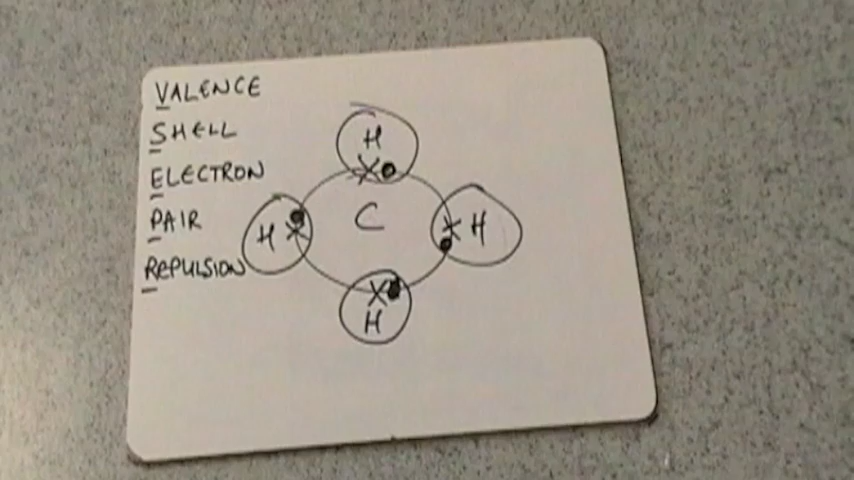 VALENCE
SHELL
ELECTRON
PAIR
REPULSION
H
X
C
H X
X H
X
H